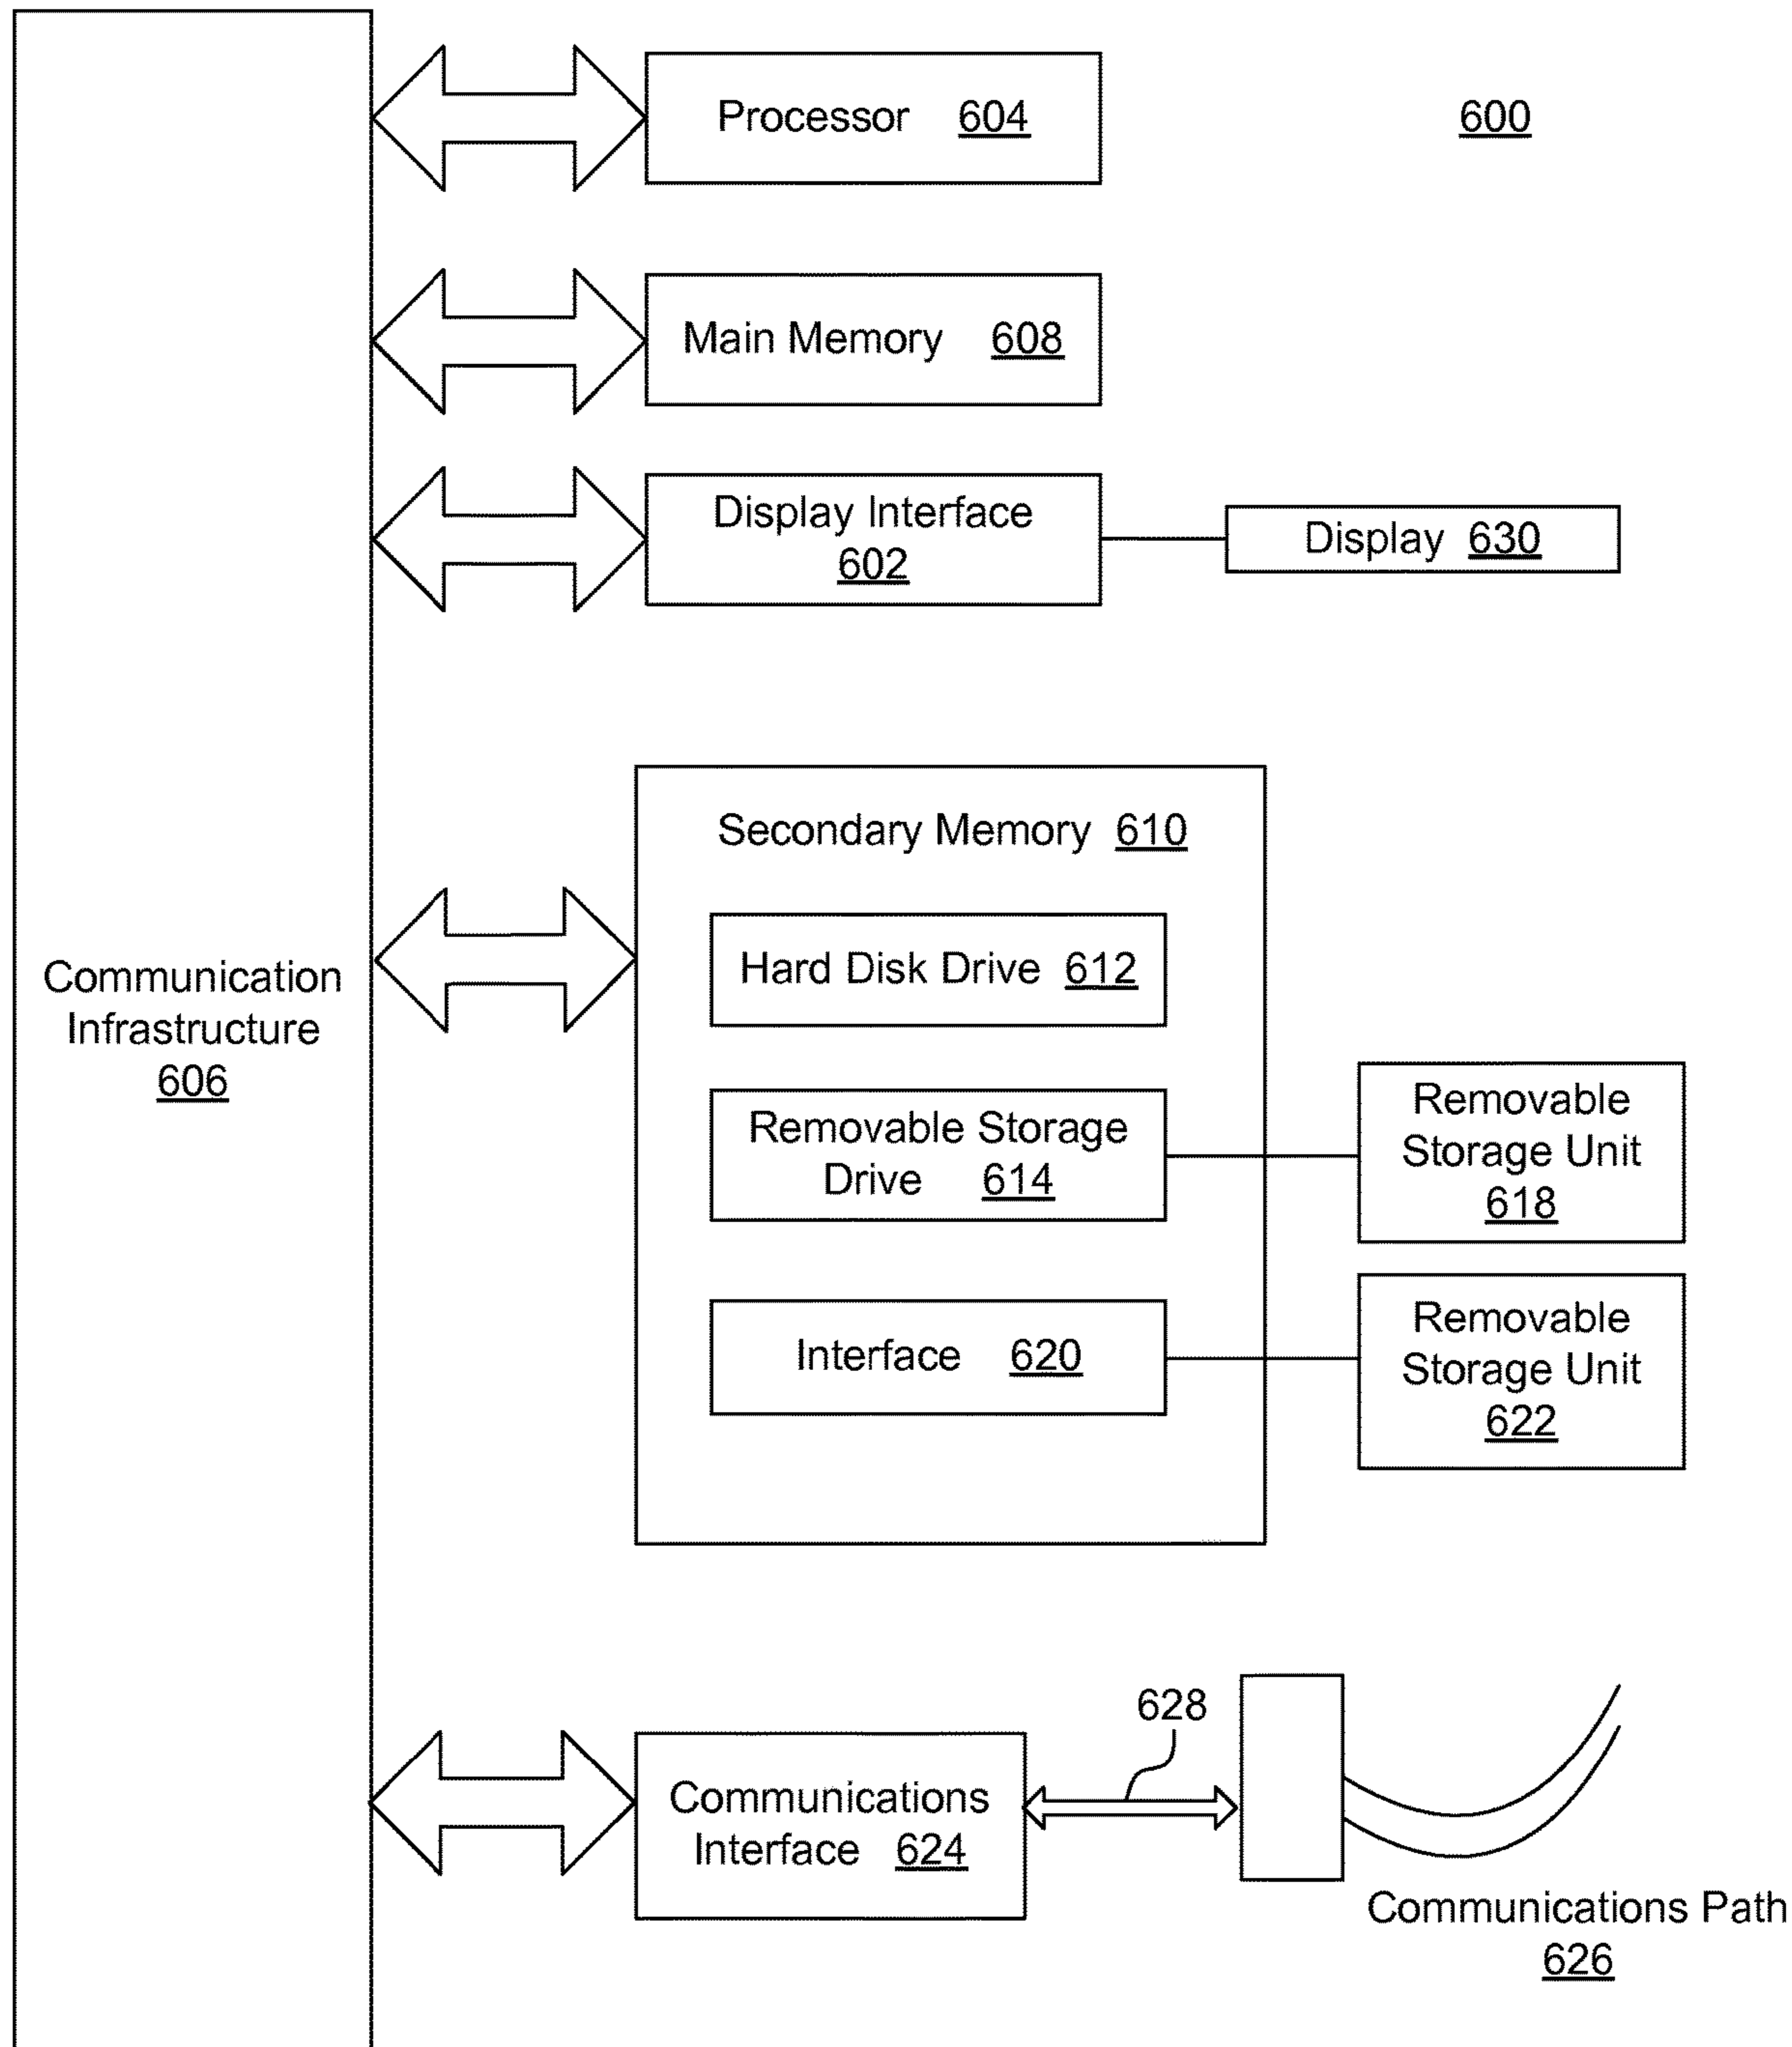 Processor 604
600
Main Memory 608
Display Interface
602
Display 630
Secondary Memory 610
Hard Disk Drive 612
Communication
Infrastructure
606
Removable Storage
Drive 614
Removable
Storage Unit
618
Interface 620
Removable
Storage Unit
622
628
Communications
Interface 624
Communications Path
626